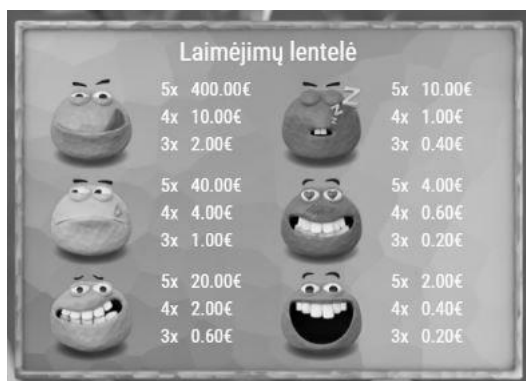 Laimėjimų lentelė
5x 400.00€
4x 10.00€
3x 2.00€
5x 10.00€
4x 1.00€
3x 0.40€
5x 40.00€
4x 4.00€
3x 1.00€
5x 4.00€
4x 0.60€
3x 0.20€
5x 20.00€
4x 2.00€
3x 0.60€
5x 2.00€
4x 0.40€
3x 0.20€
zzZ